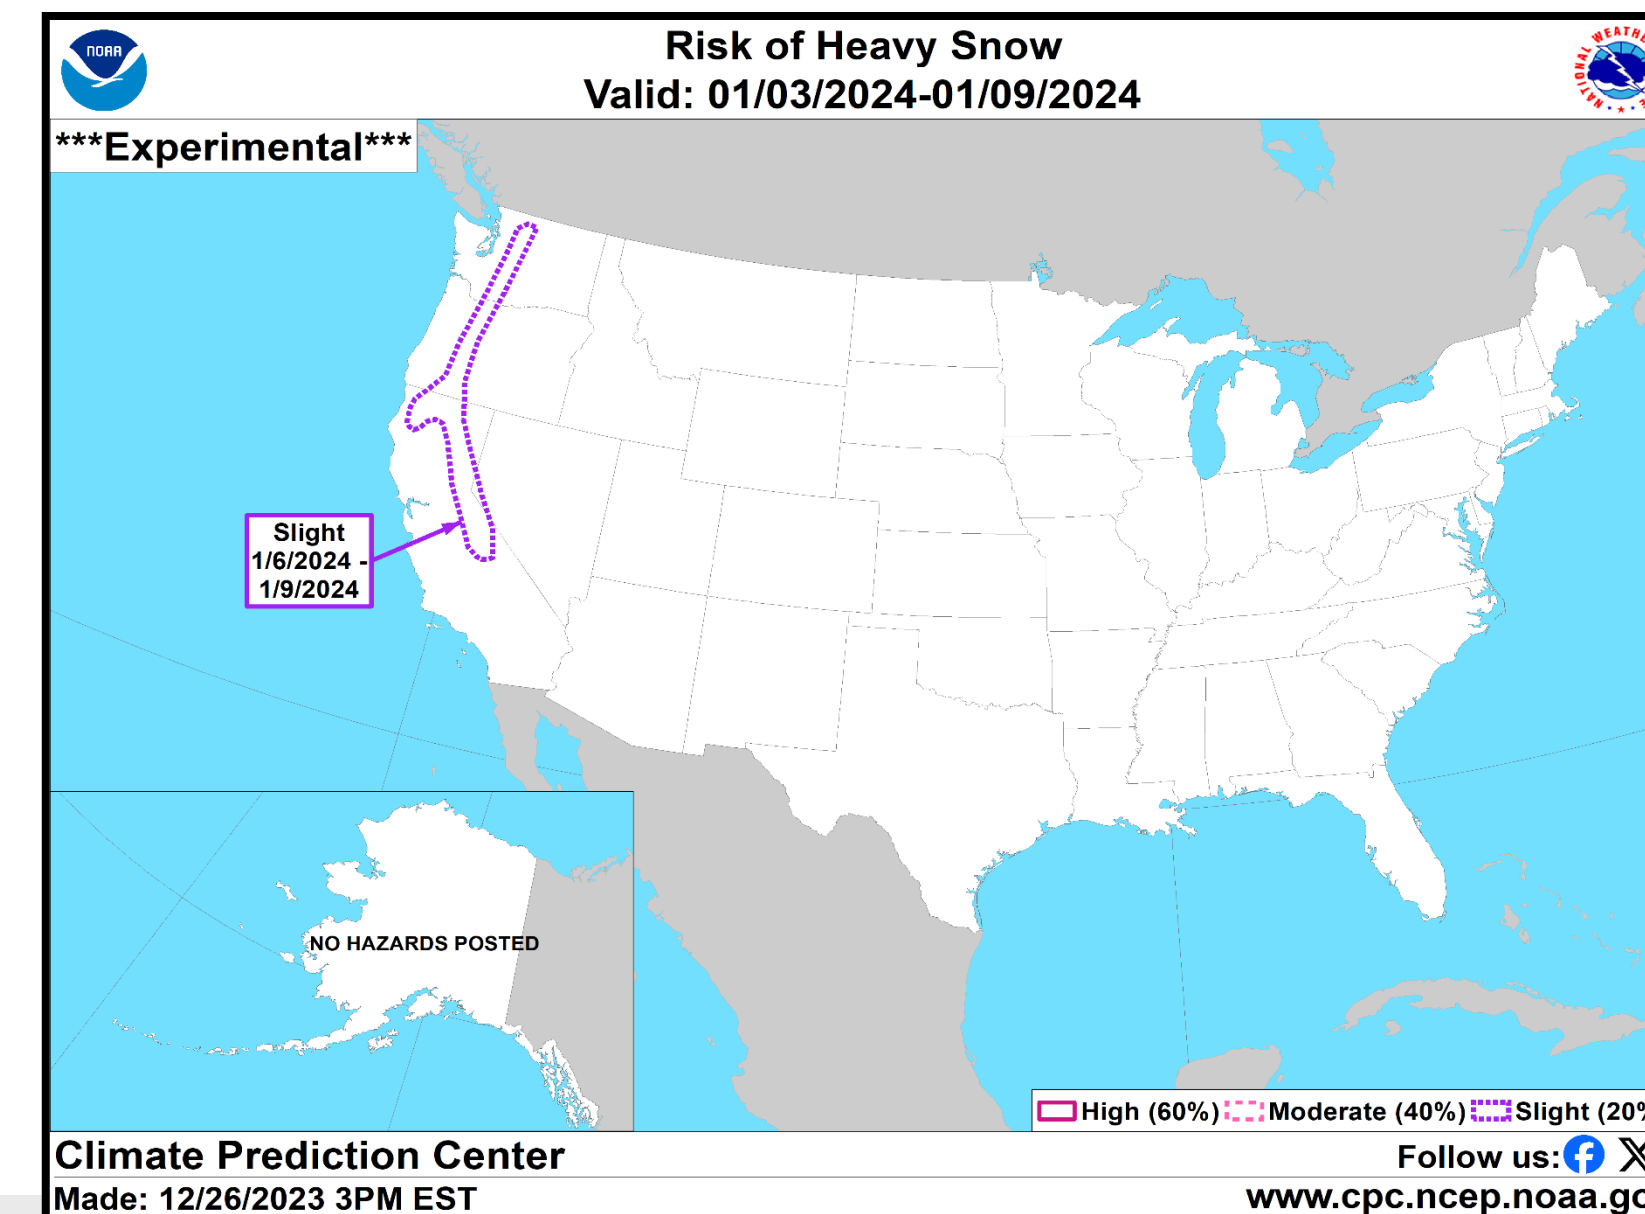 NOAA
Risk of Heavy Snow
Valid: 01/03/2024-01/09/2024
NATIONAL WEATHE
***Experimental***
Slight
1/6/2024 -
1/9/2024
NO HAZARDS POSTED
High (60%) Moderate (40%) Slight (20%
Climate Prediction Center
Follow us:
Made: 12/26/2023 3PM EST
www.cpc.ncep.noaa.go